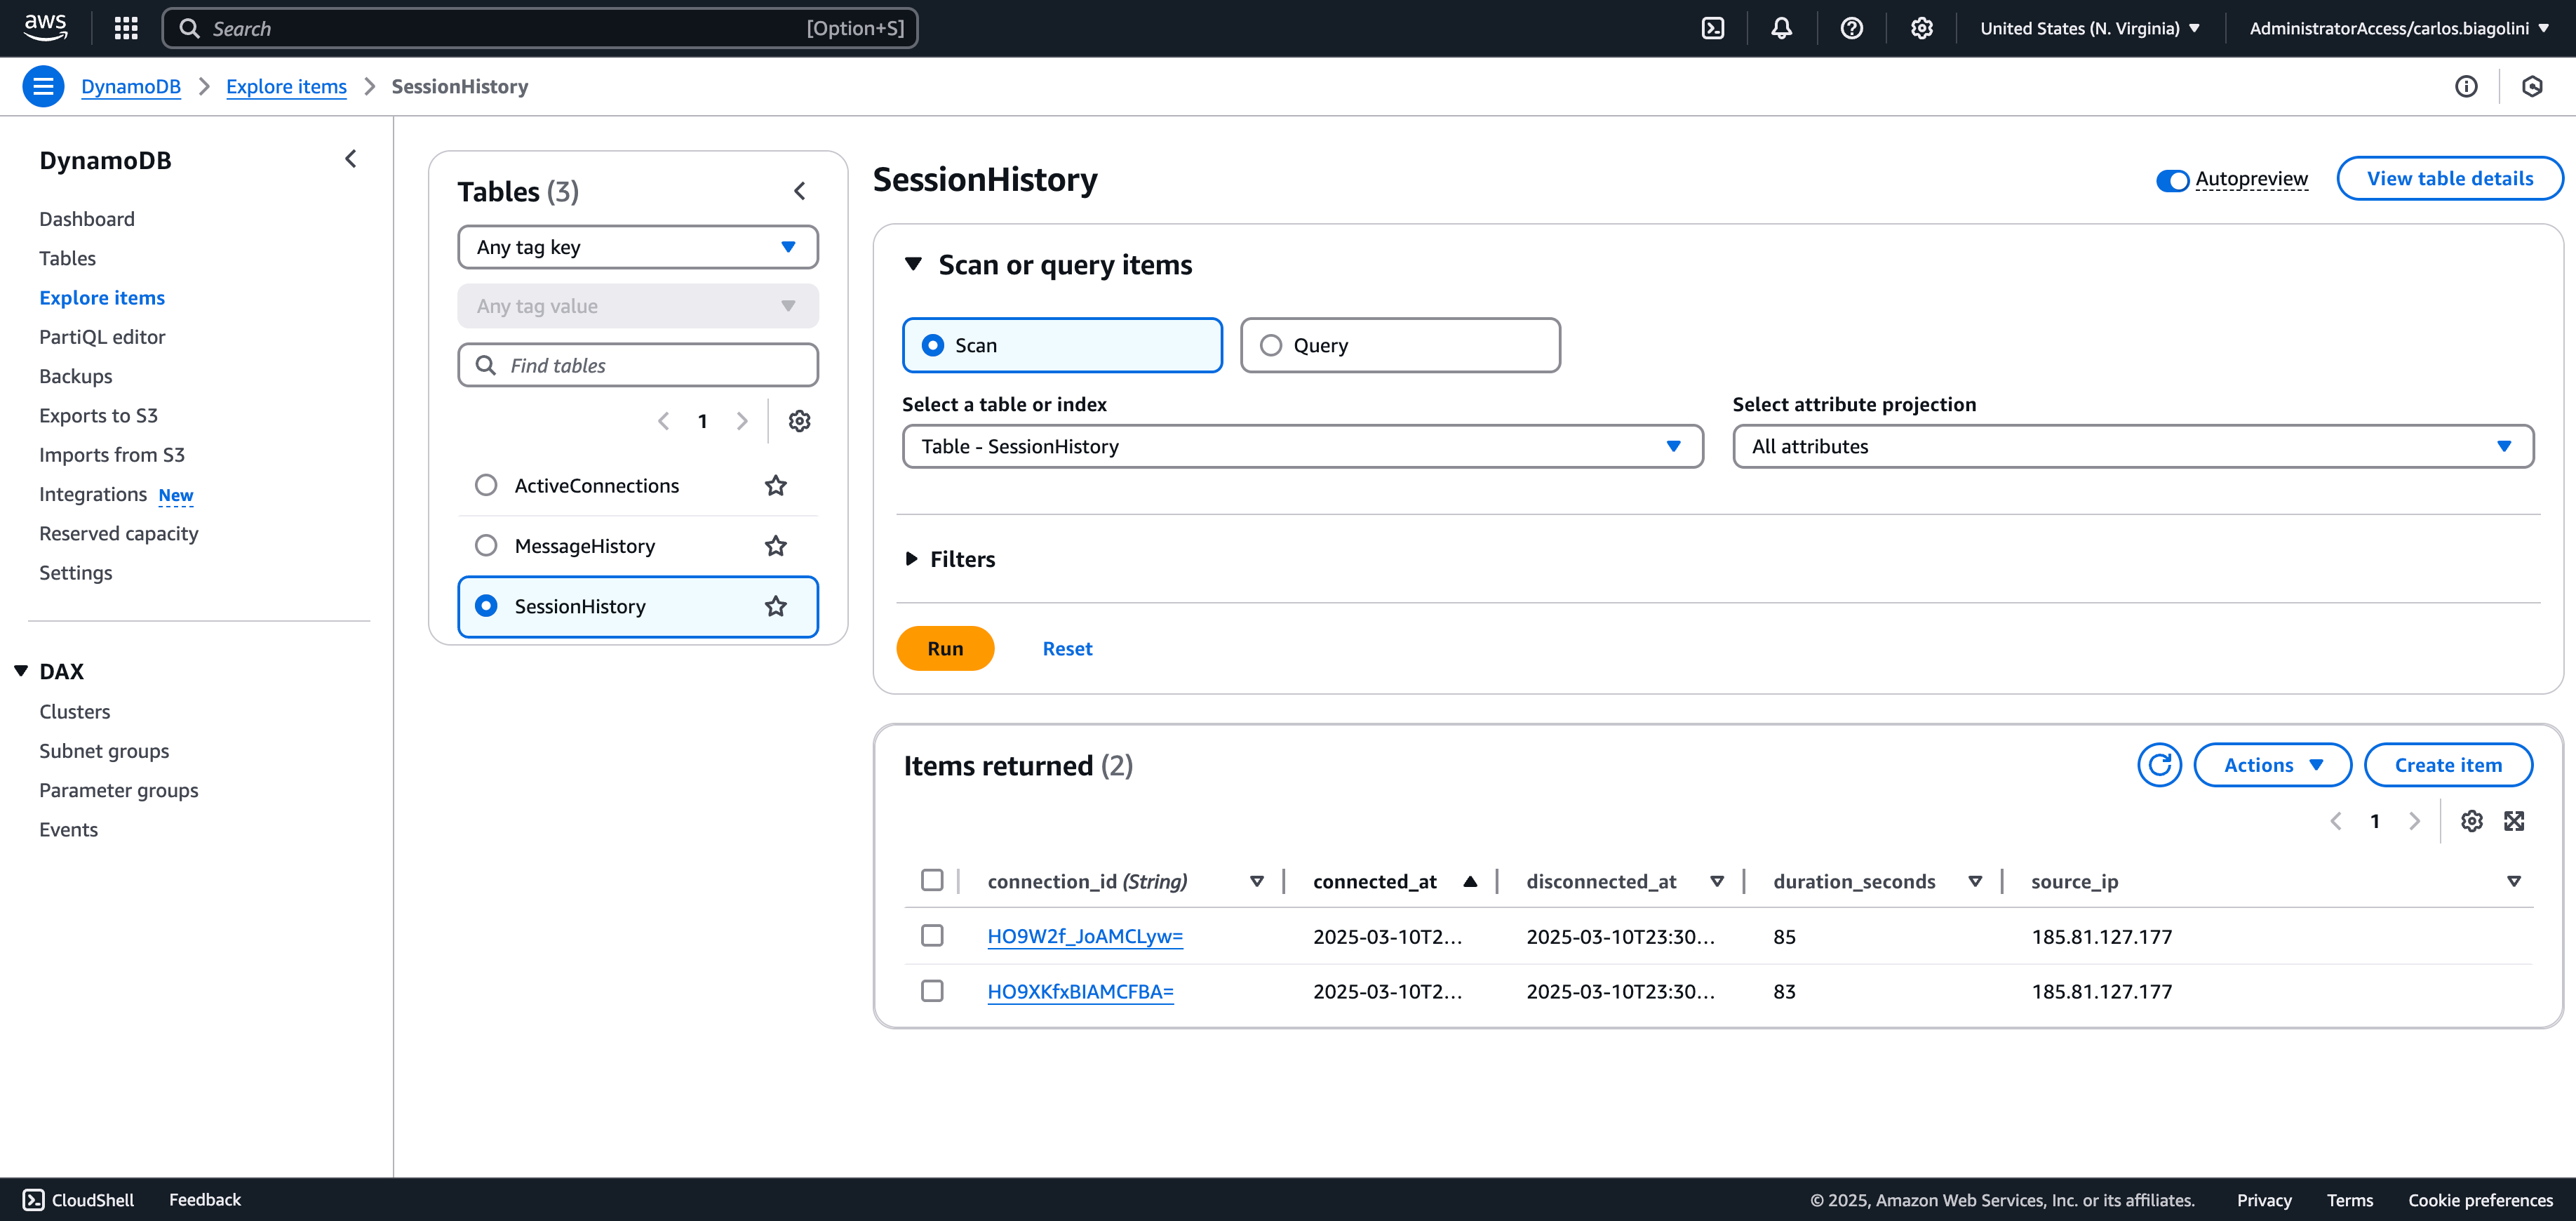 aws
Search [Option+S]
United States (N. Virginia)
AdministratorAccess/carlos.biagolini
DynamoDB
Explore items
SessionHistory
DynamoDB
Dashboard
Tables
Explore items
PartiQL editor
Backups
Exports to S3
Imports from S3
Integrations New
Reserved capacity
Settings
DAX
Clusters
Subnet groups
Parameter groups
Events
Tables (3)
Any tag key
Any tag value
Find tables
1
ActiveConnections
MessageHistory
SessionHistory
SessionHistory
Autopreview
View table details
Scan or query items
Scan
Query
Select a table or index
Table - SessionHistory
Select attribute projection
All attributes
Filters
Run
Reset
Items returned (2)
Actions
Create item
1
connection_id (String) connected_at disconnected_at duration_seconds source_ip
HO9W2f_JoAMCLyw= 2025-03-10T2... 2025-03-10T23:30... 85 185.81.127.177
HO9XKfxBIAMCFBA= 2025-03-10T2... 2025-03-10T23:30... 83 185.81.127.177
CloudShell
Feedback
© 2025, Amazon Web Services, Inc. or its affiliates.
Privacy
Terms
Cookie preferences